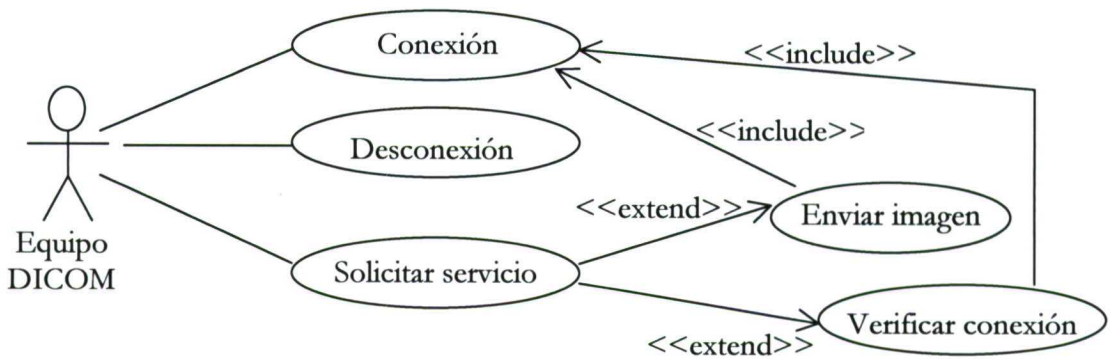 Conexión
<<include>>
<<include>>
Desconexión
<<extend>>
Enviar imagen
Equipo
DICOM
Solicitar servicio
Verificar conexión
<<extend>>